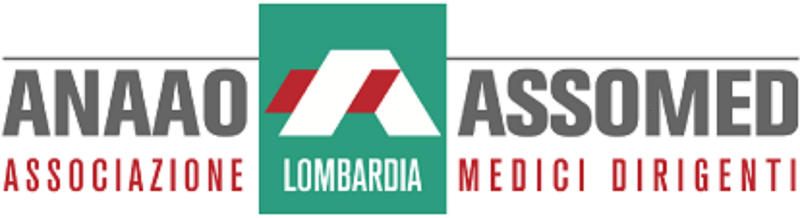 ANAAO ASSOMED
ASSOCIAZIONE LOMBARDIA MEDICI DIRIGENTI